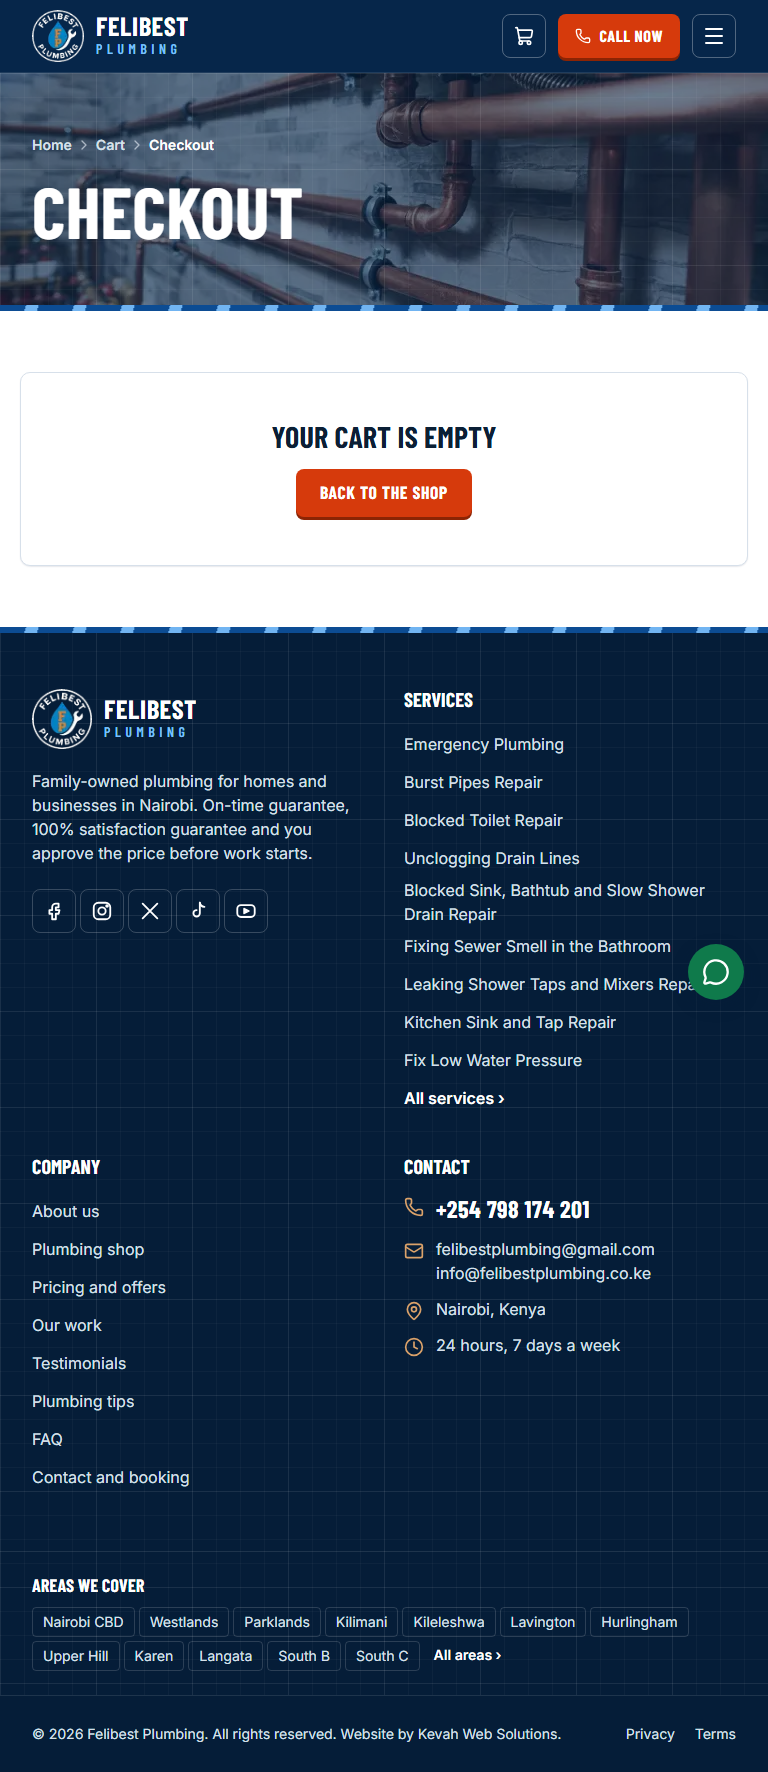 FELIBEST
PLUMBING
FELIBEST
PLUMBING
CALL NOW
Home
Cart
Checkout
CHECKOUT
YOUR CART IS EMPTY
BACK TO THE SHOP
FELIBEST
PLUMBING
FELIBEST
PLUMBING
Family-owned plumbing for homes and
businesses in Nairobi. On-time guarantee,
100% satisfaction guarantee and you
approve the price before work starts.
SERVICES
Emergency Plumbing
Burst Pipes Repair
Blocked Toilet Repair
Unclogging Drain Lines
Blocked Sink, Bathtub and Slow Shower
Drain Repair
Fixing Sewer Smell in the Bathroom
Leaking Shower Taps and Mixers
Kitchen Sink and Tap Repair
Fix Low Water Pressure
All services ›
COMPANY
About us
Plumbing shop
Pricing and offers
Our work
Testimonials
Plumbing tips
FAQ
Contact and booking
CONTACT
+254 798 174 201
felibestplumbing@gmail.com
info@felibestplumbing.co.ke
Nairobi, Kenya
24 hours, 7 days a week
AREAS WE COVER
Nairobi CBD
Westlands
Parklands
Kilimani
Kileleshwa
Lavington
Hurlingham
Upper Hill
Karen
Langata
South B
South C
All areas ›
© 2026 Felibest Plumbing. All rights reserved. Website by Kevah Web Solutions.
Privacy
Terms